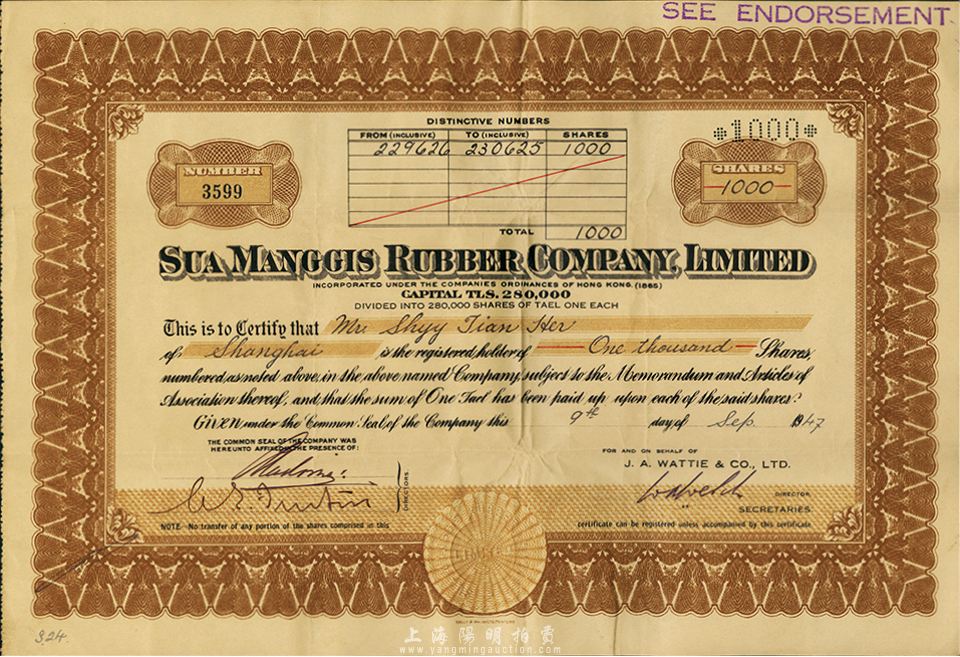 SEE ENDORSEMENT
DISTINCTIVE NUMBERS
FROM (INCLUSIVE) TO (INCLUSIVE) SHARES
229626 230625 1000
*1000*
NUMBER
3599
SHARES
1000
TOTAL 1000
SUA MANGGIS RUBBER COMPANY, LIMITED
INCORPORATED UNDER THE COMPANIES ORDINANCES OF HONG KONG. (1865)
CAPITAL TLS. 280,000
DIVIDED INTO 280,000 SHARES OF TAEL ONE EACH
This is to Certify that Mr. Shyy Tian Her
of Shanghai is the registered holder of One thousand Shares,
numbered as noted above, in the above named Company, subject to the Memorandum and Articles of
Association thereof, and that the sum of One Tael has been paid up upon each of the said shares.
Given under the Common Seal of the Company this 9th day of Sep. 1947
THE COMMON SEAL OF THE COMPANY WAS
HEREUNTO AFFIXED IN THE PRESENCE OF:
DIRECTORS.
FOR AND ON BEHALF OF
J. A. WATTIE & CO., LTD.
DIRECTOR.
SECRETARIES
NOTE No transfer of any portion of the shares comprised in this certificate can be registered unless accompanied by this certificate
324
上海陽明拍賣
www.yangmingauction.com